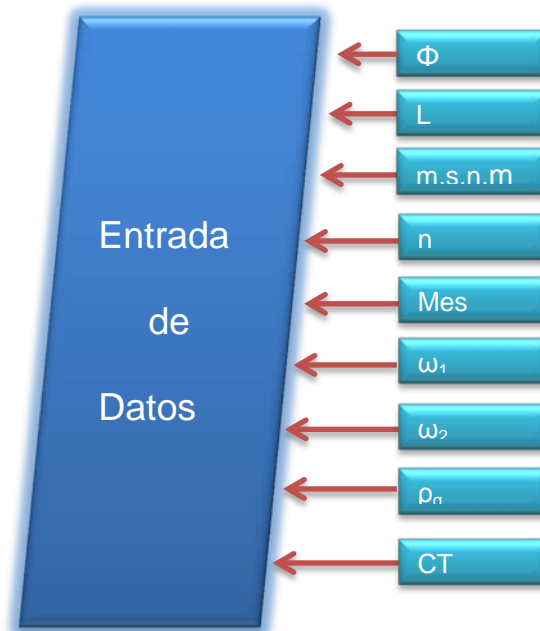 Entrada
de
Datos
Φ
L
m.s.n.m
n
Mes
ω₁
ω₂
ρg
CT